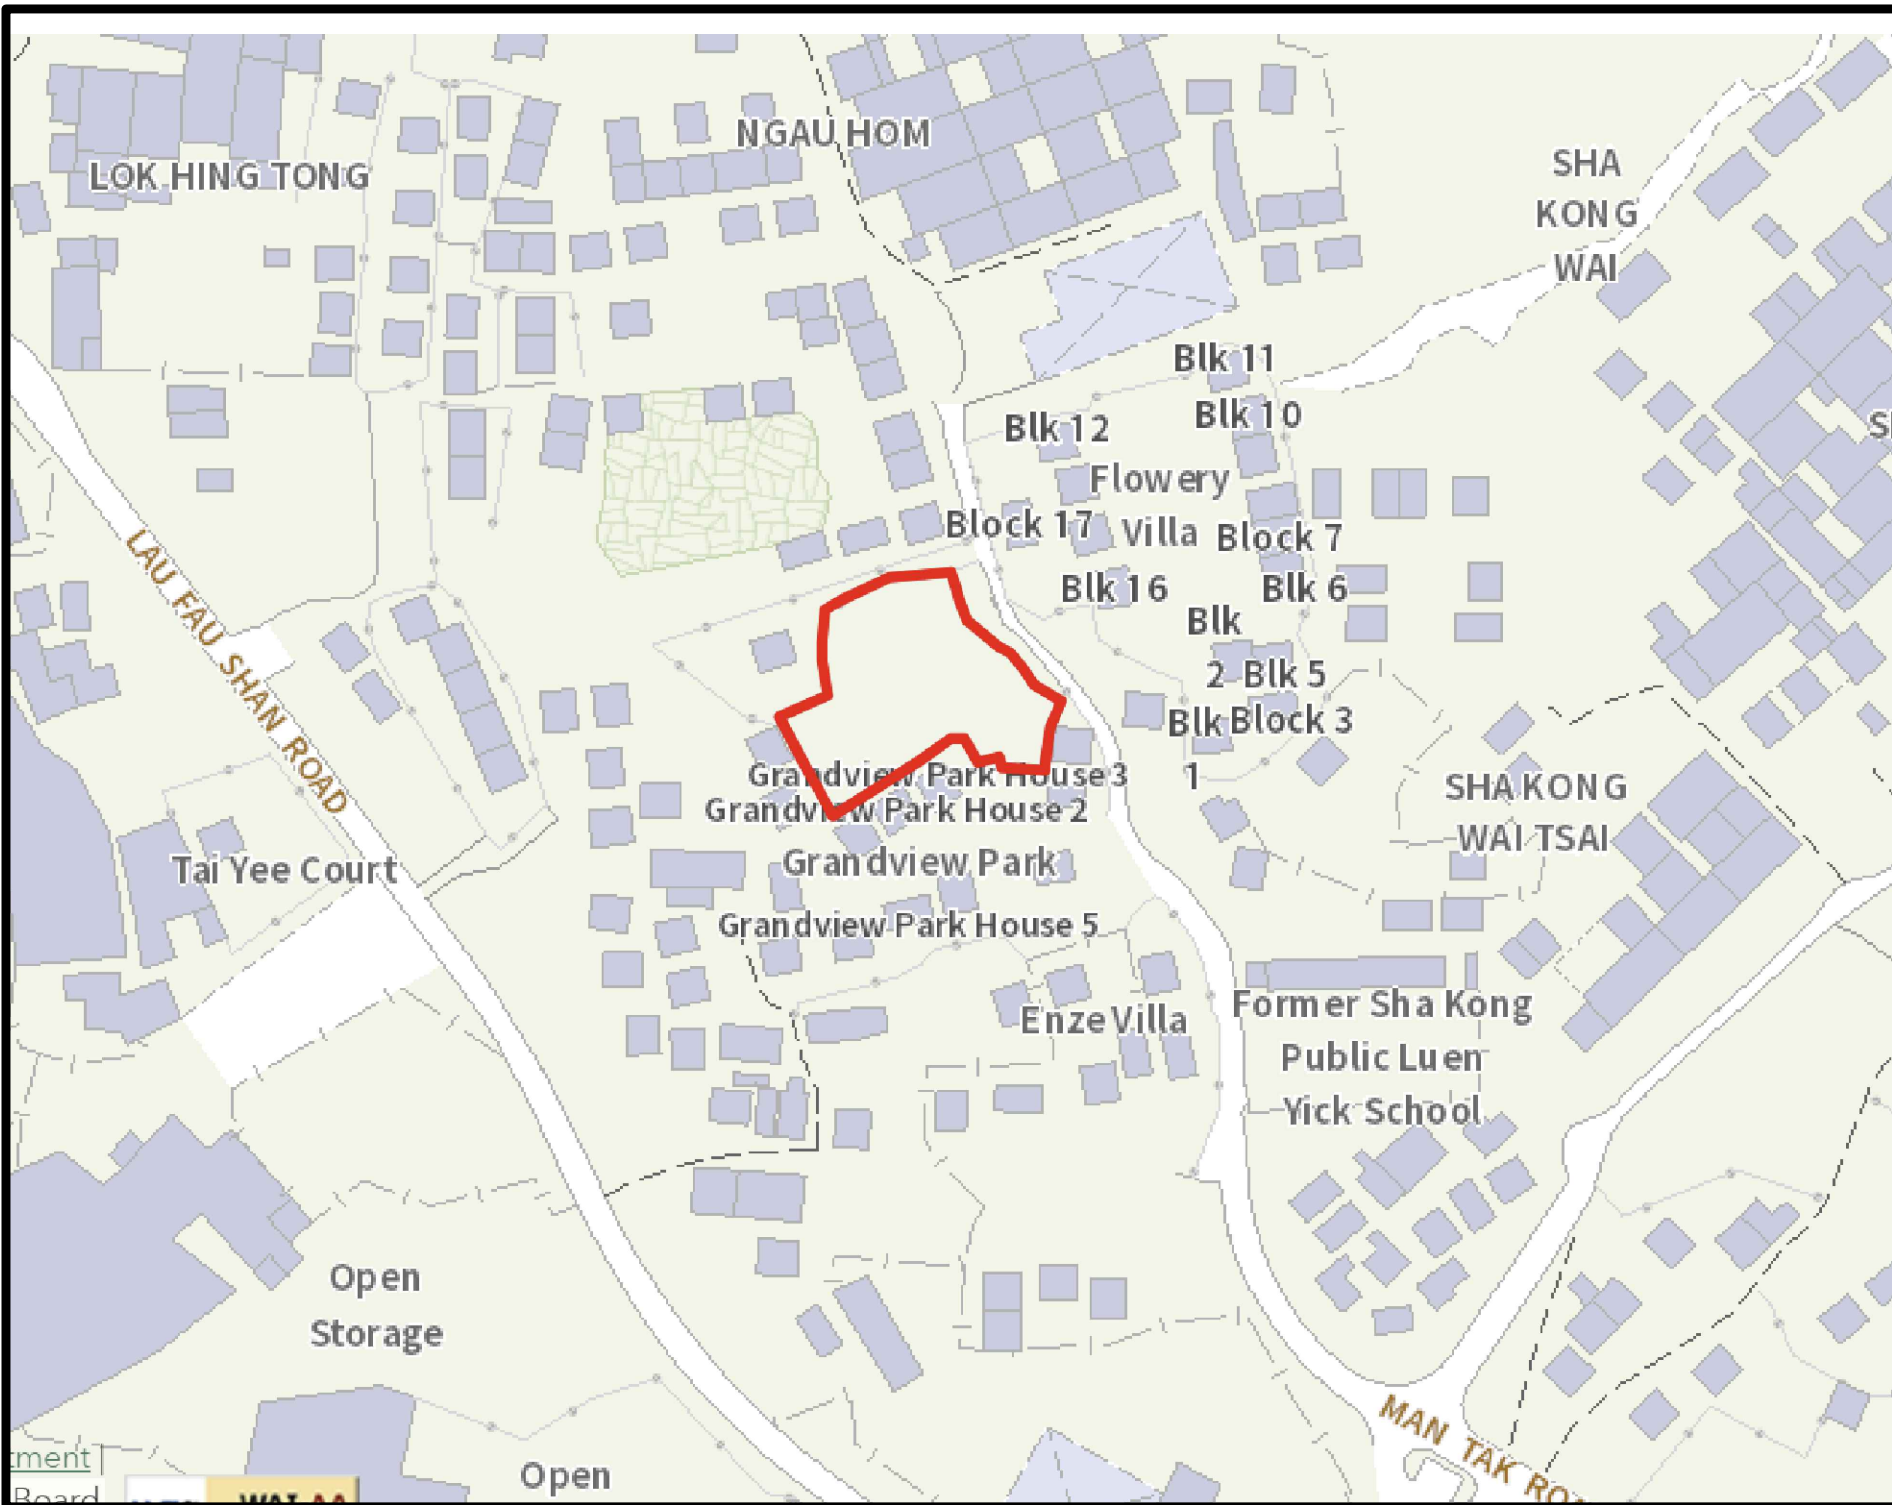 NGAU HOM
LOK HING TONG
SHA
KONG
WAI
Blk 11
Blk 10
Blk 12
Flowery
Villa
Block 17
Block 7
Blk 16
Blk 6
Blk
2
Blk 5
Blk
1
Block 3
LAU FAU SHAN ROAD
Grandview Park House 3
Grandview Park House 2
Grandview Park
Grandview Park House 5
SHA KONG
WAI TSAI
Tai Yee Court
Enze Villa
Former Sha Kong
Public Luen
Yick School
Open
Storage
MAN TAK
Open
Board